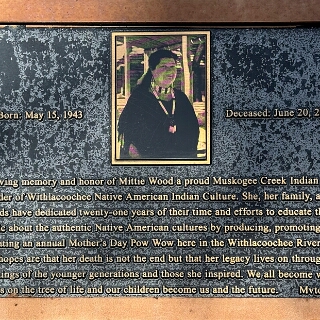 Born: May 15, 1943
Deceased: June 20, 2
ving memory and honor of Mittie Wood a proud Muskogee Creek Indian
der of Withlacoochee Native American Indian Culture. She, her family, a
ds have dedicated twenty-one years of their time and efforts to educate th
ic about the authentic Native American cultures by producing, promoting
ting an annual Mother's Day Pow Wow here in the Withlacoochee River
hopes are that her death is not the end but that her legacy lives on throug
ings of the younger generations and those she inspired. We all become
s on the tree of life and our children become us and the future. Mvto